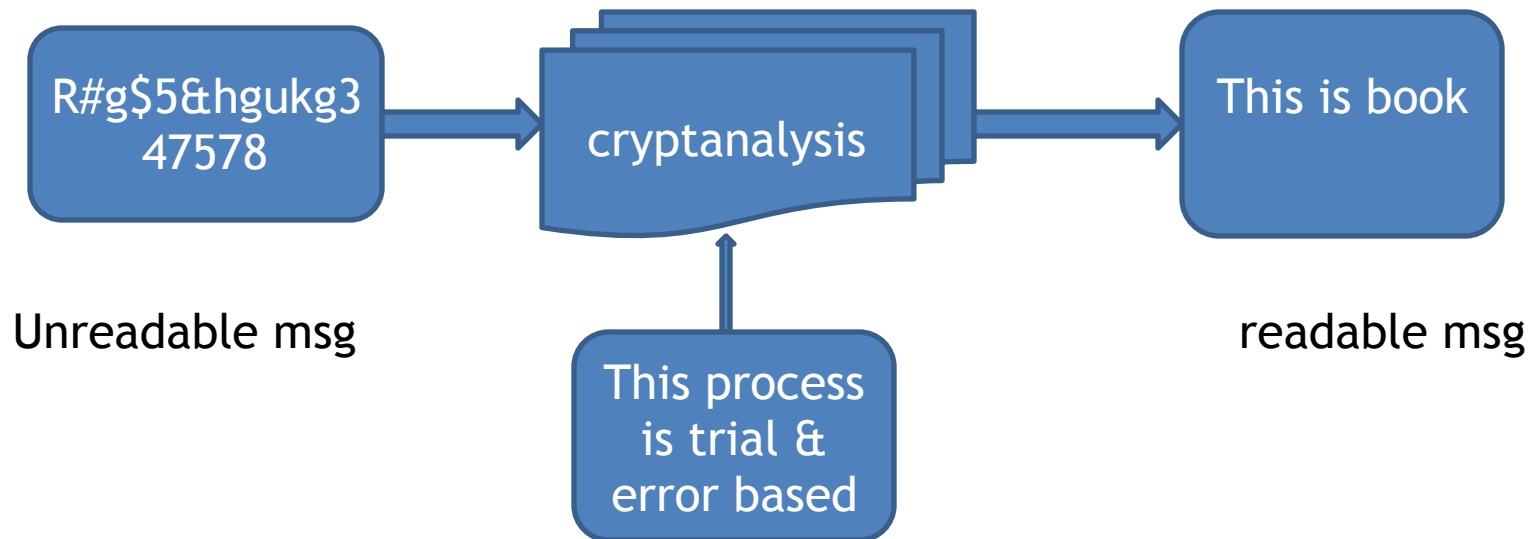 R#g$5&hgukg3
47578
cryptanalysis
This is book
Unreadable msg
readable msg
This process
is trial &
error based